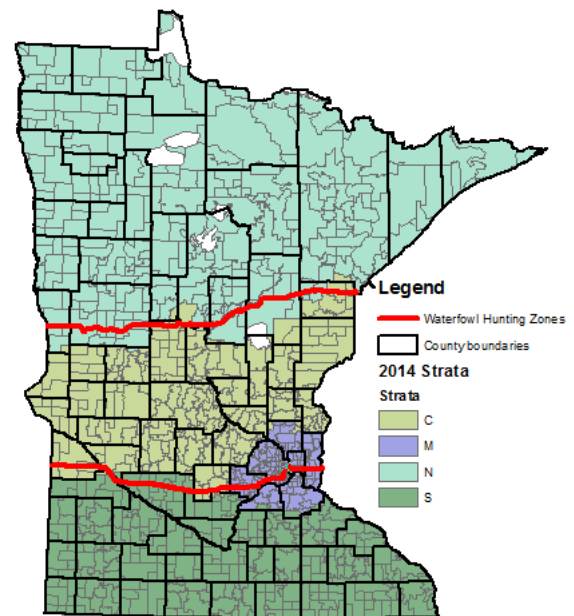 Legend
Waterfowl Hunting Zones
County boundaries
2014 Strata
Strata
C
M
N
S